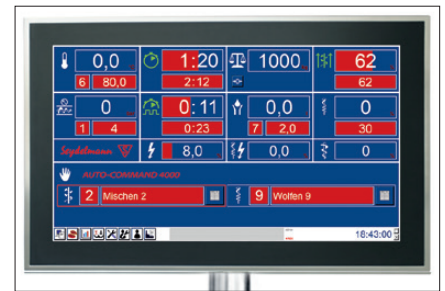 0,0 1:20 1000 62
6 80,0 2:12 62
0 0:11 0,0 0
1 4 0:23 7 2,0 30
Seydelmann 8,0 0,0 0
AUTO-COMMAND 4000
2 Mischen 2 9 Wolfen 9
18:43:00